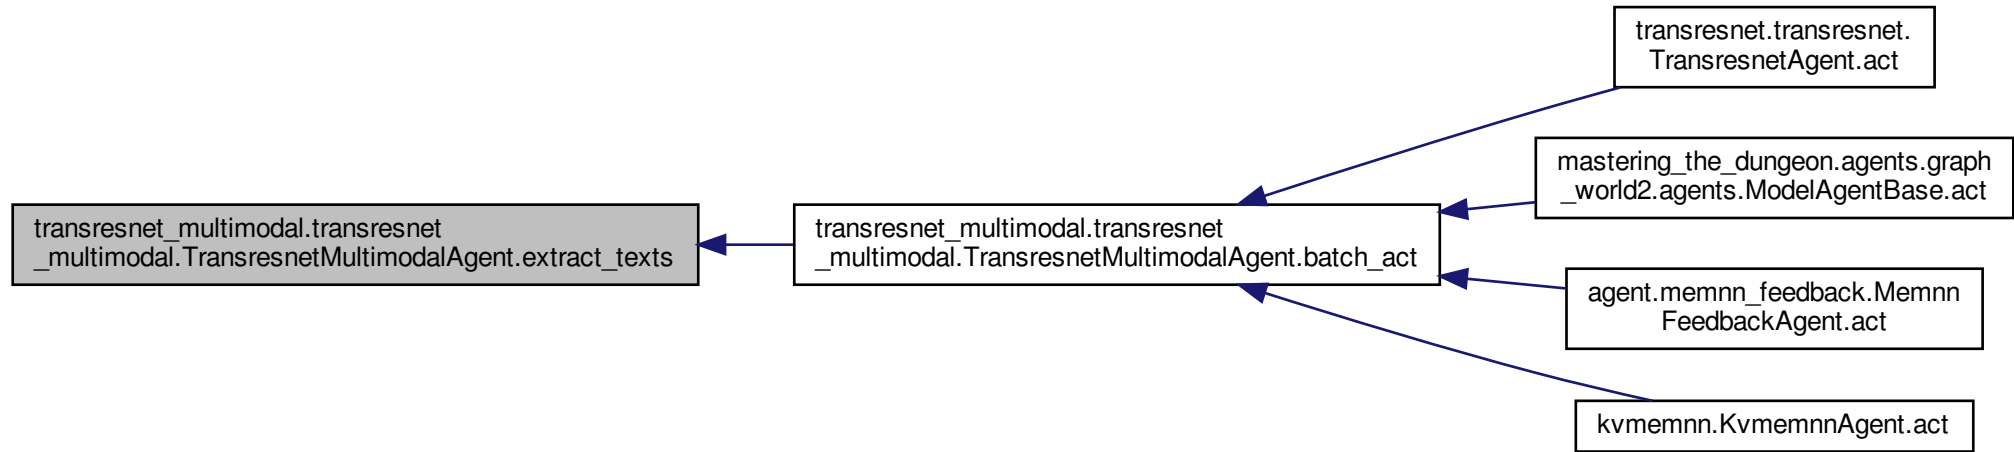 transresnet_multimodal.transresnet
_multimodal.TransresnetMultimodalAgent.extract_texts
transresnet_multimodal.transresnet
_multimodal.TransresnetMultimodalAgent.batch_act
transresnet.transresnet.
TransresnetAgent.act
mastering_the_dungeon.agents.graph
_world2.agents.ModelAgentBase.act
agent.memnn_feedback.Memnn
FeedbackAgent.act
kvmemnn.KvmemnnAgent.act